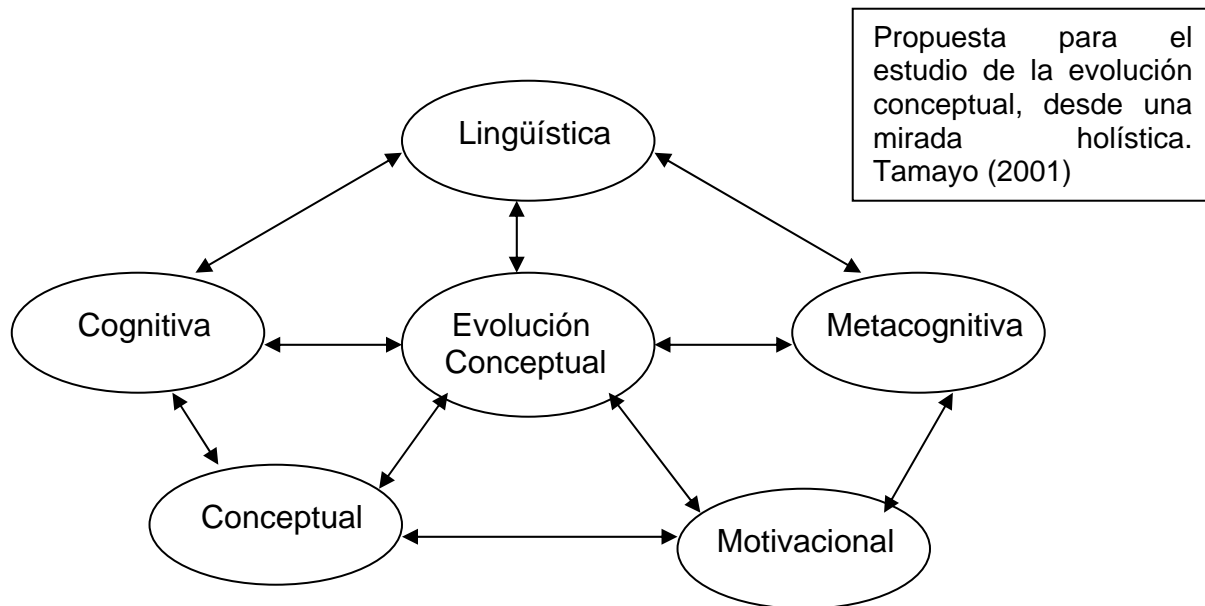 Propuesta para el
estudio de la evolución
conceptual, desde una
mirada holística.
Tamayo (2001)
Lingüística
Cognitiva
Evolución
Conceptual
Metacognitiva
Conceptual
Motivacional